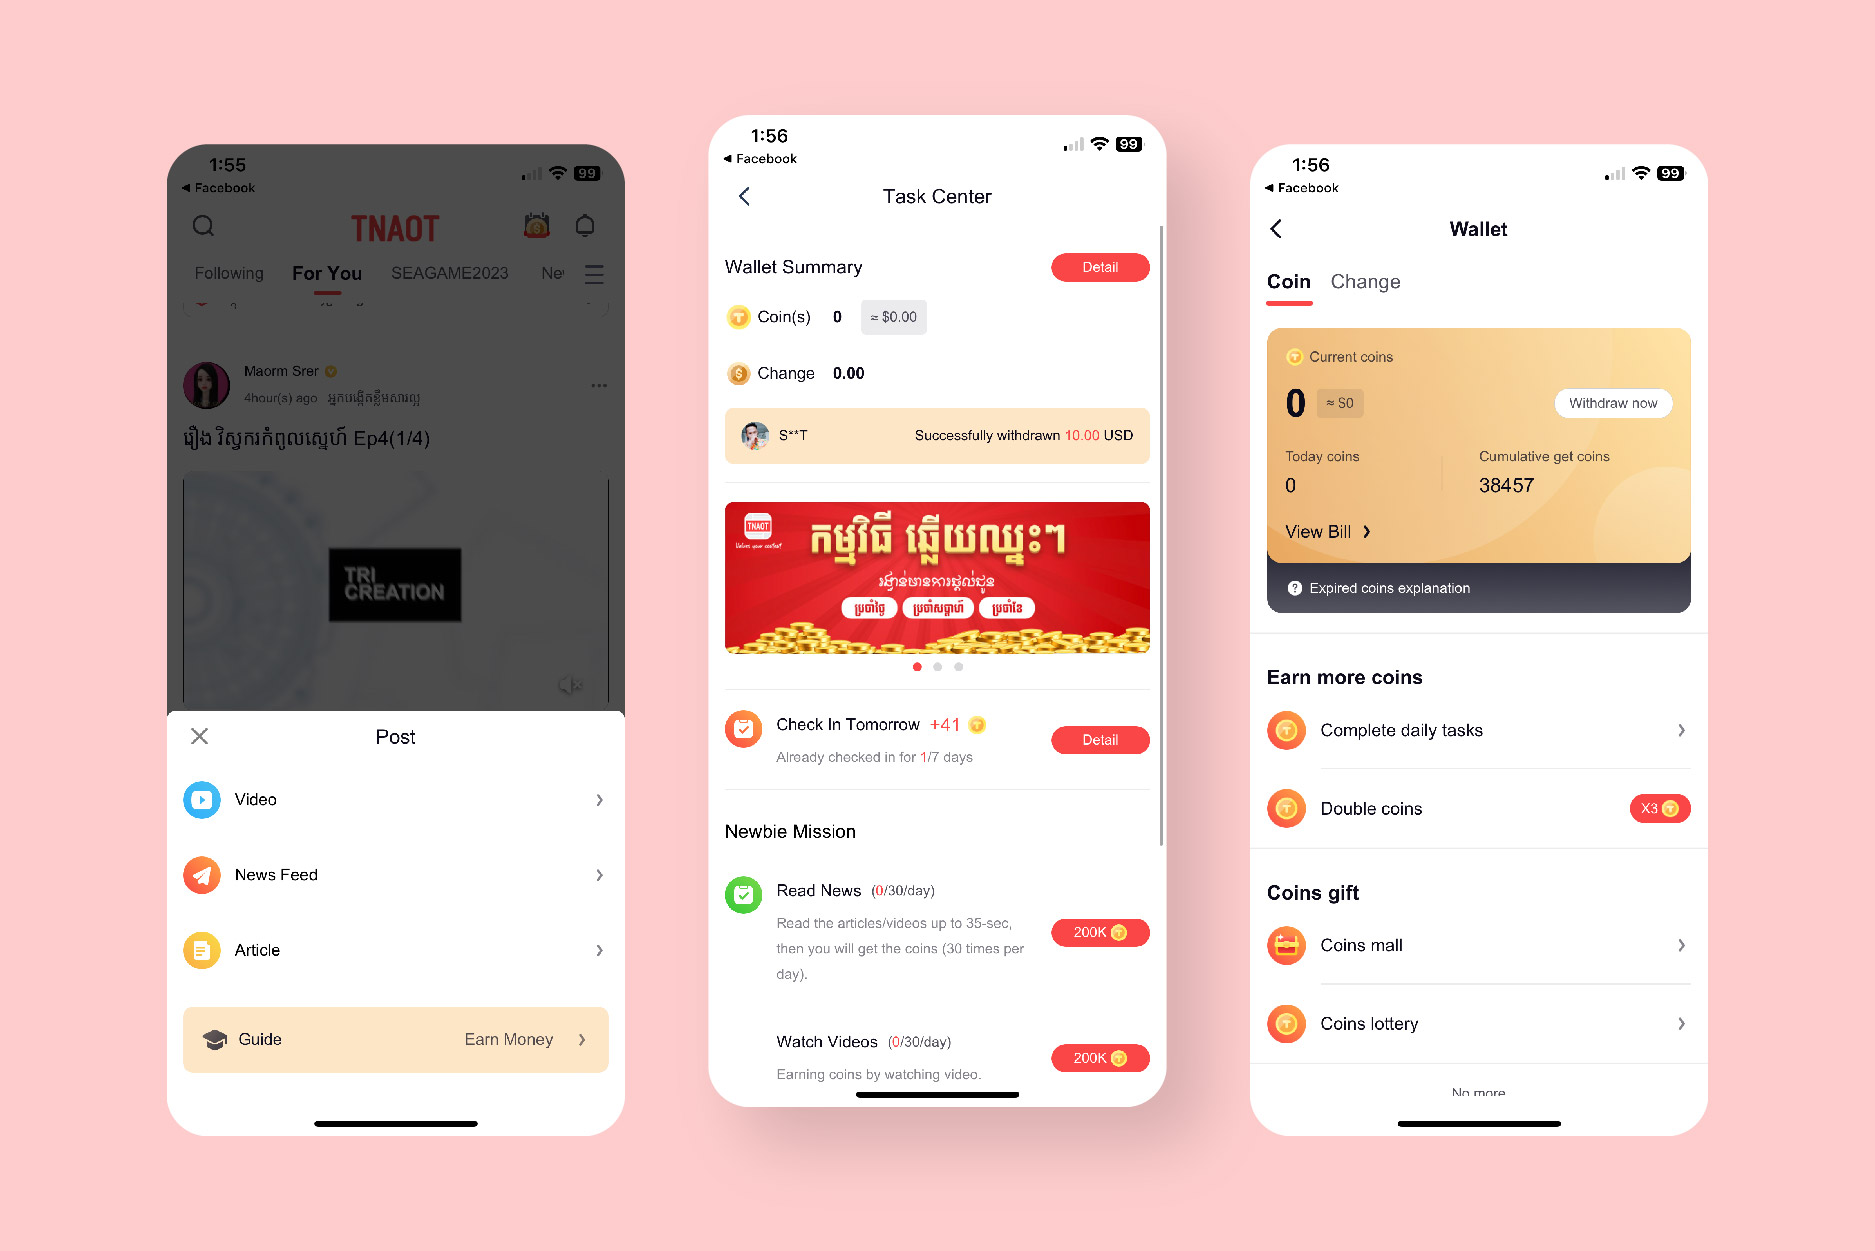 1:55
99
Facebook
TNAOT
Following
For You
SEAGAME2023
Maorm Srer
4hour(s) ago
អ្នកបង្កើតខ្លឹមសារល្អ
រឿង វិស្វករកំពូលស្នេហ៍ Ep4(1/4)
TRI
CREATION
Post
Video
News Feed
Article
Guide
Earn Money
1:56
99
Facebook
Task Center
Wallet Summary
Detail
Coin(s)
0
≈ $0.00
Change
0.00
S**T
Successfully withdrawn 10.00 USD
TNAOT
កម្មវិធី ឆ្លើយឈ្នះៗ
រង្វាន់មានការផ្តល់ជូន
ប្រចាំថ្ងៃ
ប្រចាំសប្តាហ៍
ប្រចាំខែ
Check In Tomorrow +41
Already checked in for 1/7 days
Detail
Newbie Mission
Read News (0/30/day)
Read the articles/videos up to 35-sec,
then you will get the coins (30 times per
day).
200K
Watch Videos (0/30/day)
Earning coins by watching video.
200K
1:56
99
Facebook
Wallet
Coin
Change
Current coins
0
≈ $0
Withdraw now
Today coins
0
Cumulative get coins
38457
View Bill
Expired coins explanation
Earn more coins
Complete daily tasks
Double coins
X3
Coins gift
Coins mall
Coins lottery
No more